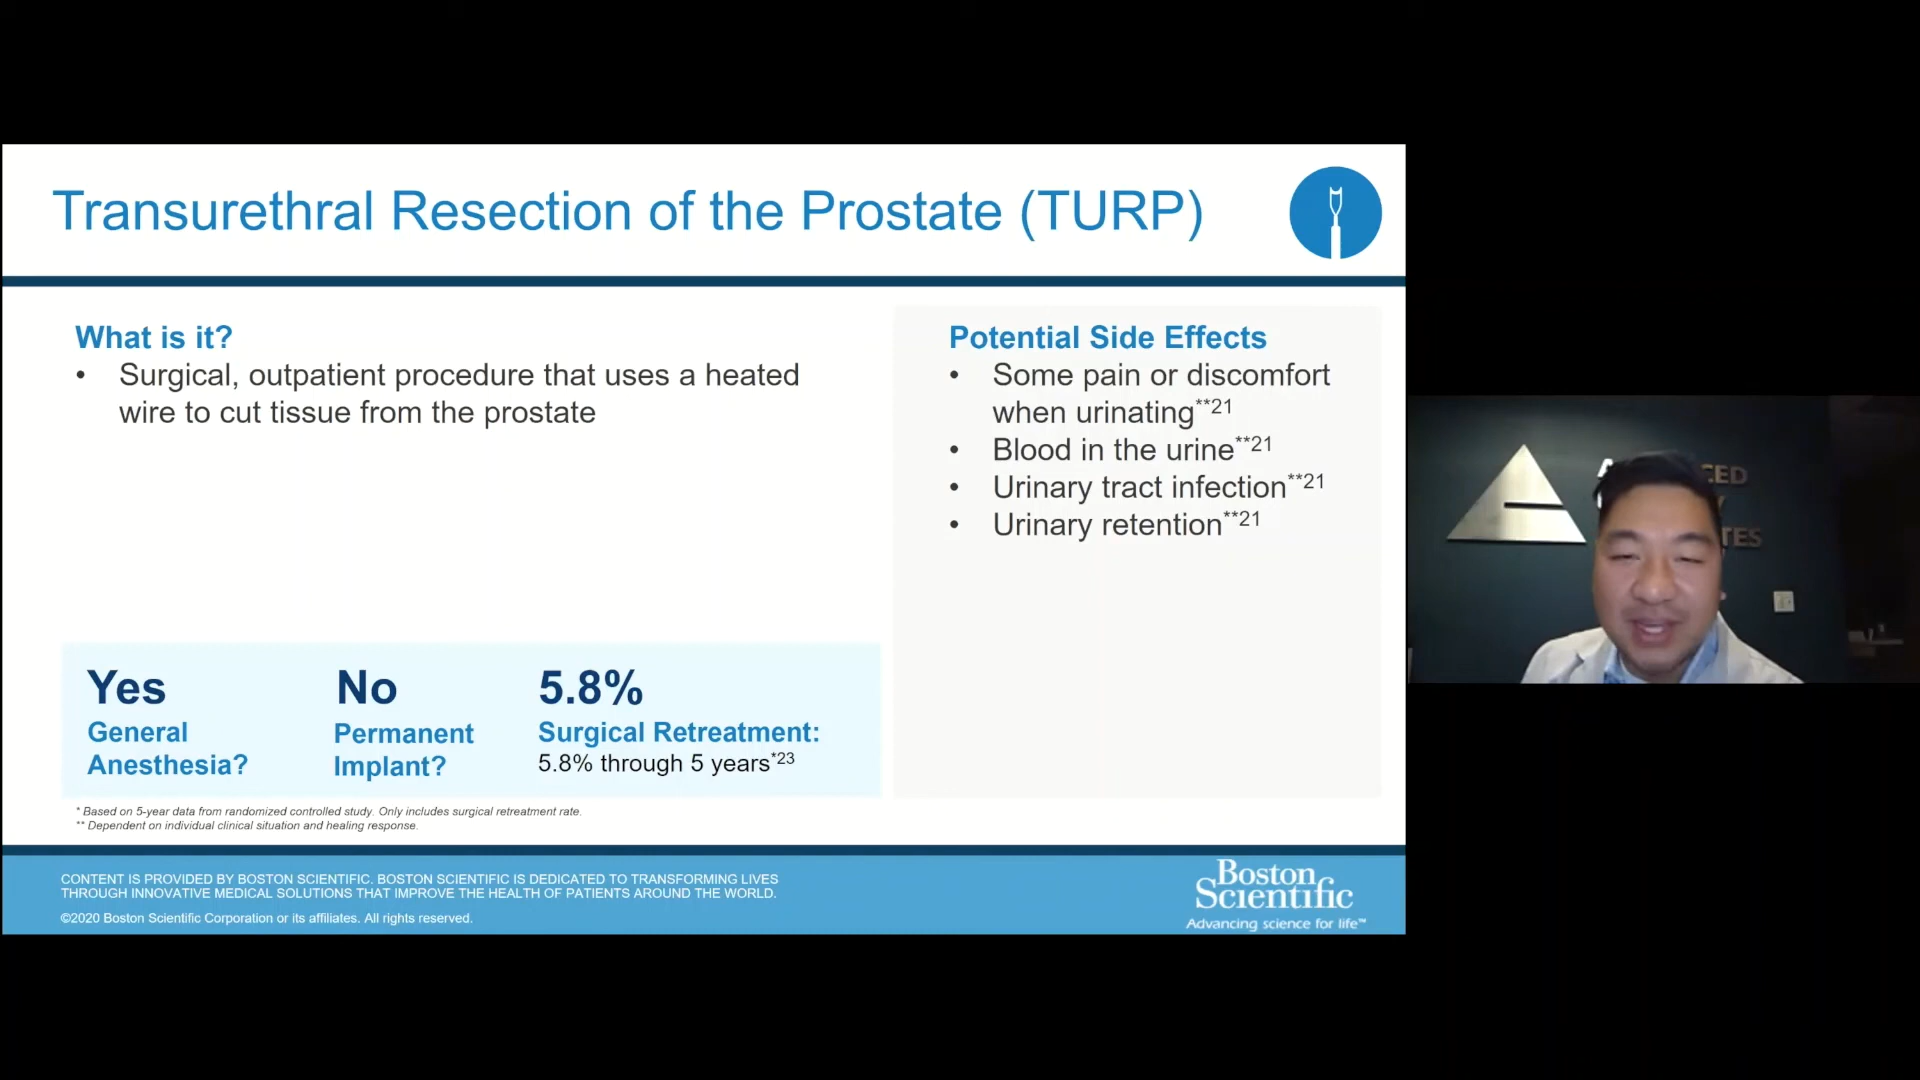 Transurethral Resection of the Prostate (TURP)
What is it?
• Surgical, outpatient procedure that uses a heated
wire to cut tissue from the prostate
Potential Side Effects
• Some pain or discomfort
when urinating**21
• Blood in the urine**21
• Urinary tract infection**21
• Urinary retention**21
Yes
General
Anesthesia?
No
Permanent
Implant?
5.8%
Surgical Retreatment:
5.8% through 5 years*23
* Based on 5-year data from randomized controlled study. Only includes surgical retreatment rate.
** Dependent on individual clinical situation and healing response.
CONTENT IS PROVIDED BY BOSTON SCIENTIFIC. BOSTON SCIENTIFIC IS DEDICATED TO TRANSFORMING LIVES
THROUGH INNOVATIVE MEDICAL SOLUTIONS THAT IMPROVE THE HEALTH OF PATIENTS AROUND THE WORLD.
©2020 Boston Scientific Corporation or its affiliates. All rights reserved.
Boston
Scientific
Advancing science for life™